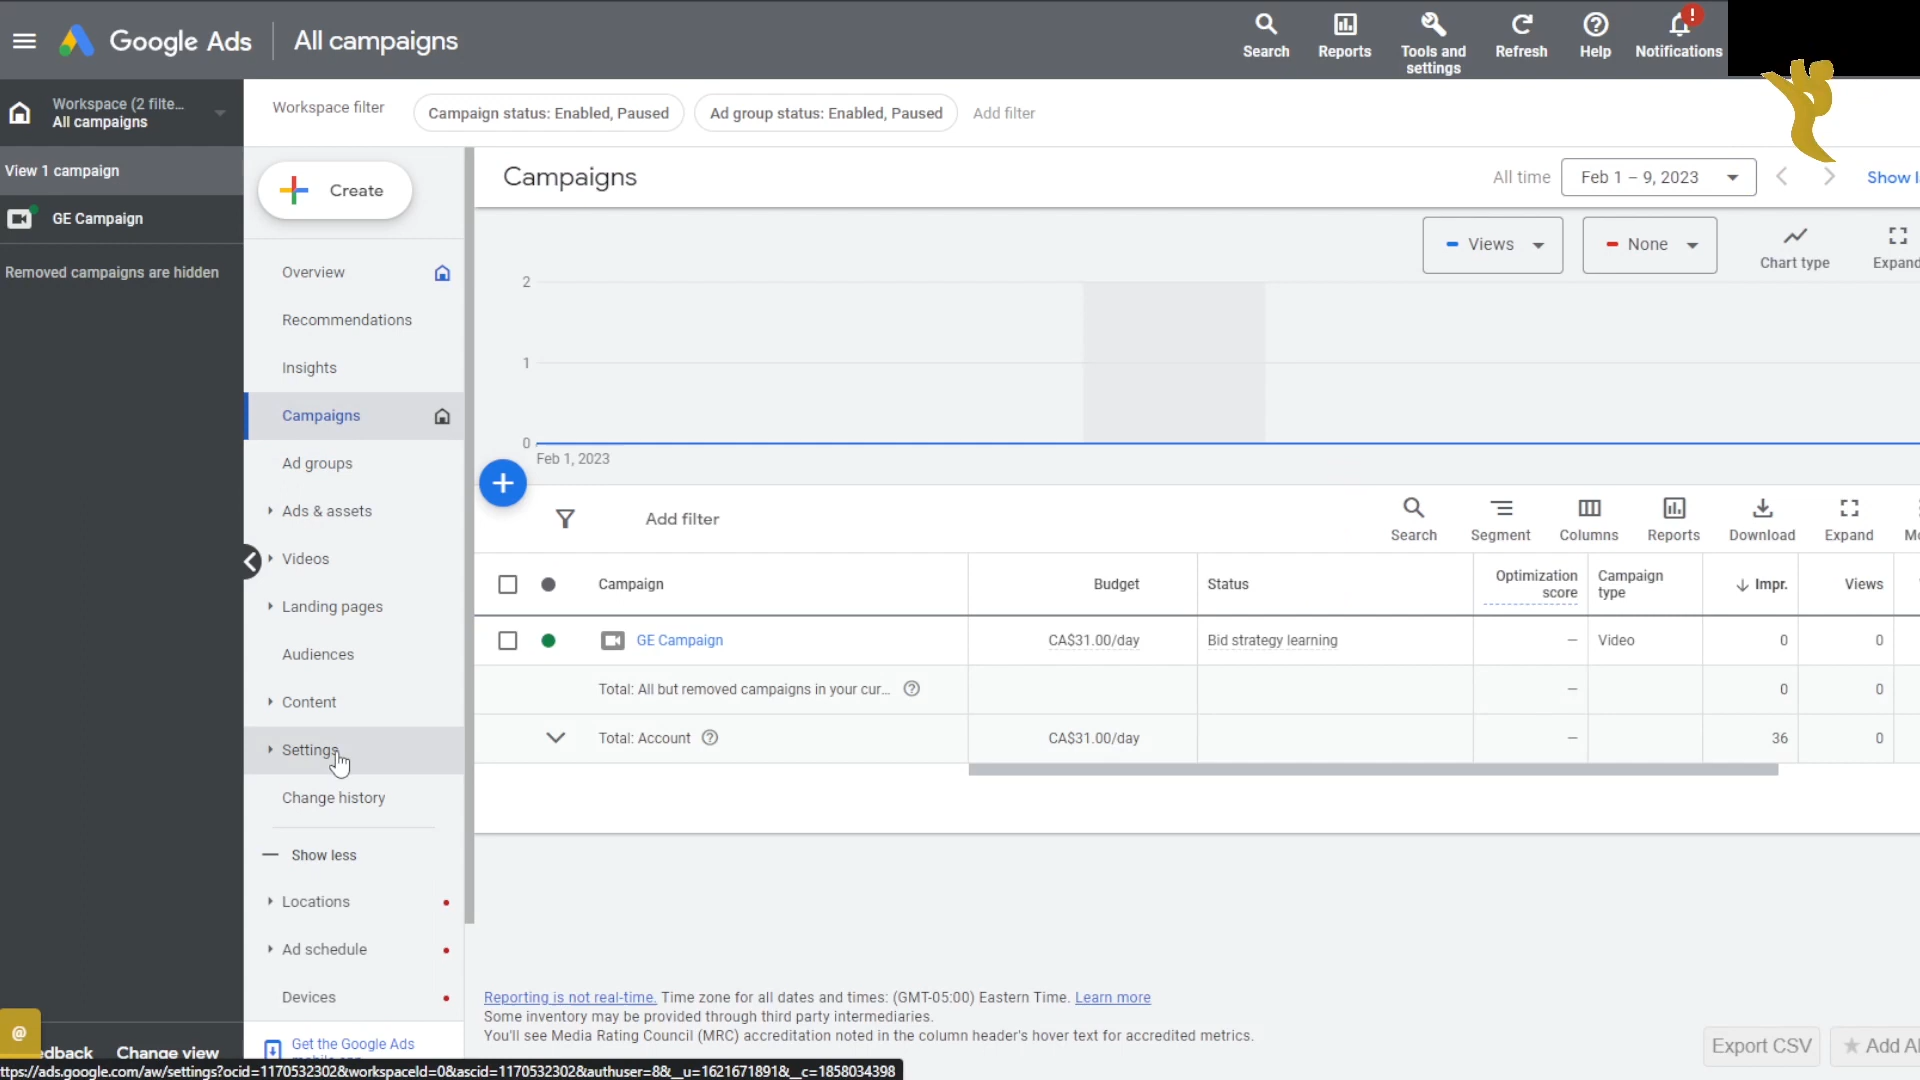 Google Ads
All campaigns
Search
Reports
Tools and
settings
Refresh
Help
Notifications
!
Workspace (2 filte...
All campaigns
Workspace filter
Campaign status: Enabled, Paused
Ad group status: Enabled, Paused
Add filter
View 1 campaign
GE Campaign
Removed campaigns are hidden
Create
Overview
Recommendations
Insights
Campaigns
Ad groups
Ads & assets
Videos
Landing pages
Audiences
Content
Settings
Change history
Show less
Locations
Ad schedule
Devices
Get the Google Ads
Campaigns
All time
Feb 1 – 9, 2023
Show
Views
None
Chart type
Expand
2
1
0
Feb 1, 2023
Add filter
Search
Segment
Columns
Reports
Download
Expand
Campaign
Budget
Status
Optimization
score
Campaign
type
Impr.
Views
GE Campaign
CA$31.00/day
Bid strategy learning
–
Video
0
0
Total: All but removed campaigns in your cur...
–
0
0
Total: Account
CA$31.00/day
–
36
0
Reporting is not real-time. Time zone for all dates and times: (GMT-05:00) Eastern Time. Learn more
Some inventory may be provided through third party intermediaries.
You'll see Media Rating Council (MRC) accreditation noted in the column header's hover text for accredited metrics.
Export CSV
Add
@
edback
Change view
ttps://ads.google.com/aw/settings?ocid=1170532302&workspaceId=0&ascid=1170532302&authuser=8&__u=1621671891&__c=1858034398